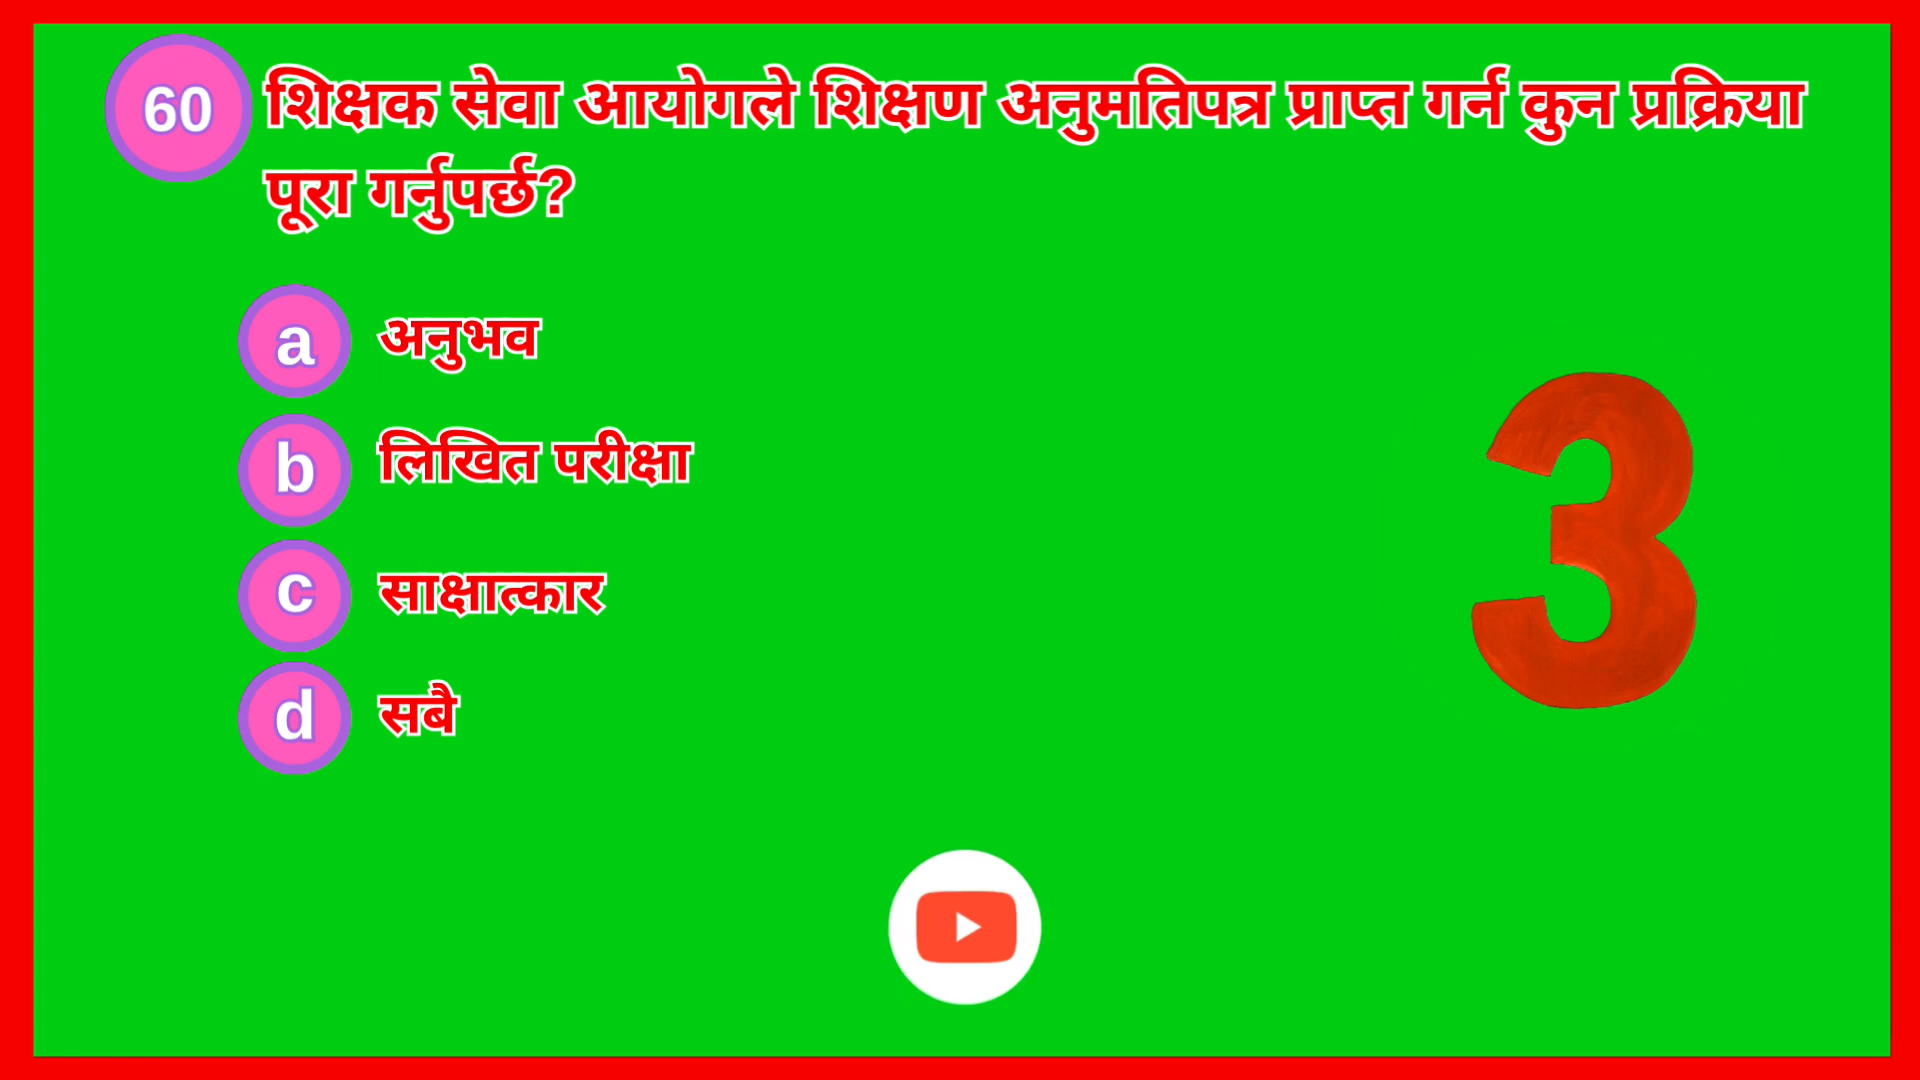 60 शिक्षक सेवा आयोगले शिक्षण अनुमतिपत्र प्राप्त गर्न कुन प्रक्रिया
पूरा गर्नुपर्छ?
a अनुभव
b लिखित परीक्षा
c साक्षात्कार
d सबै
3